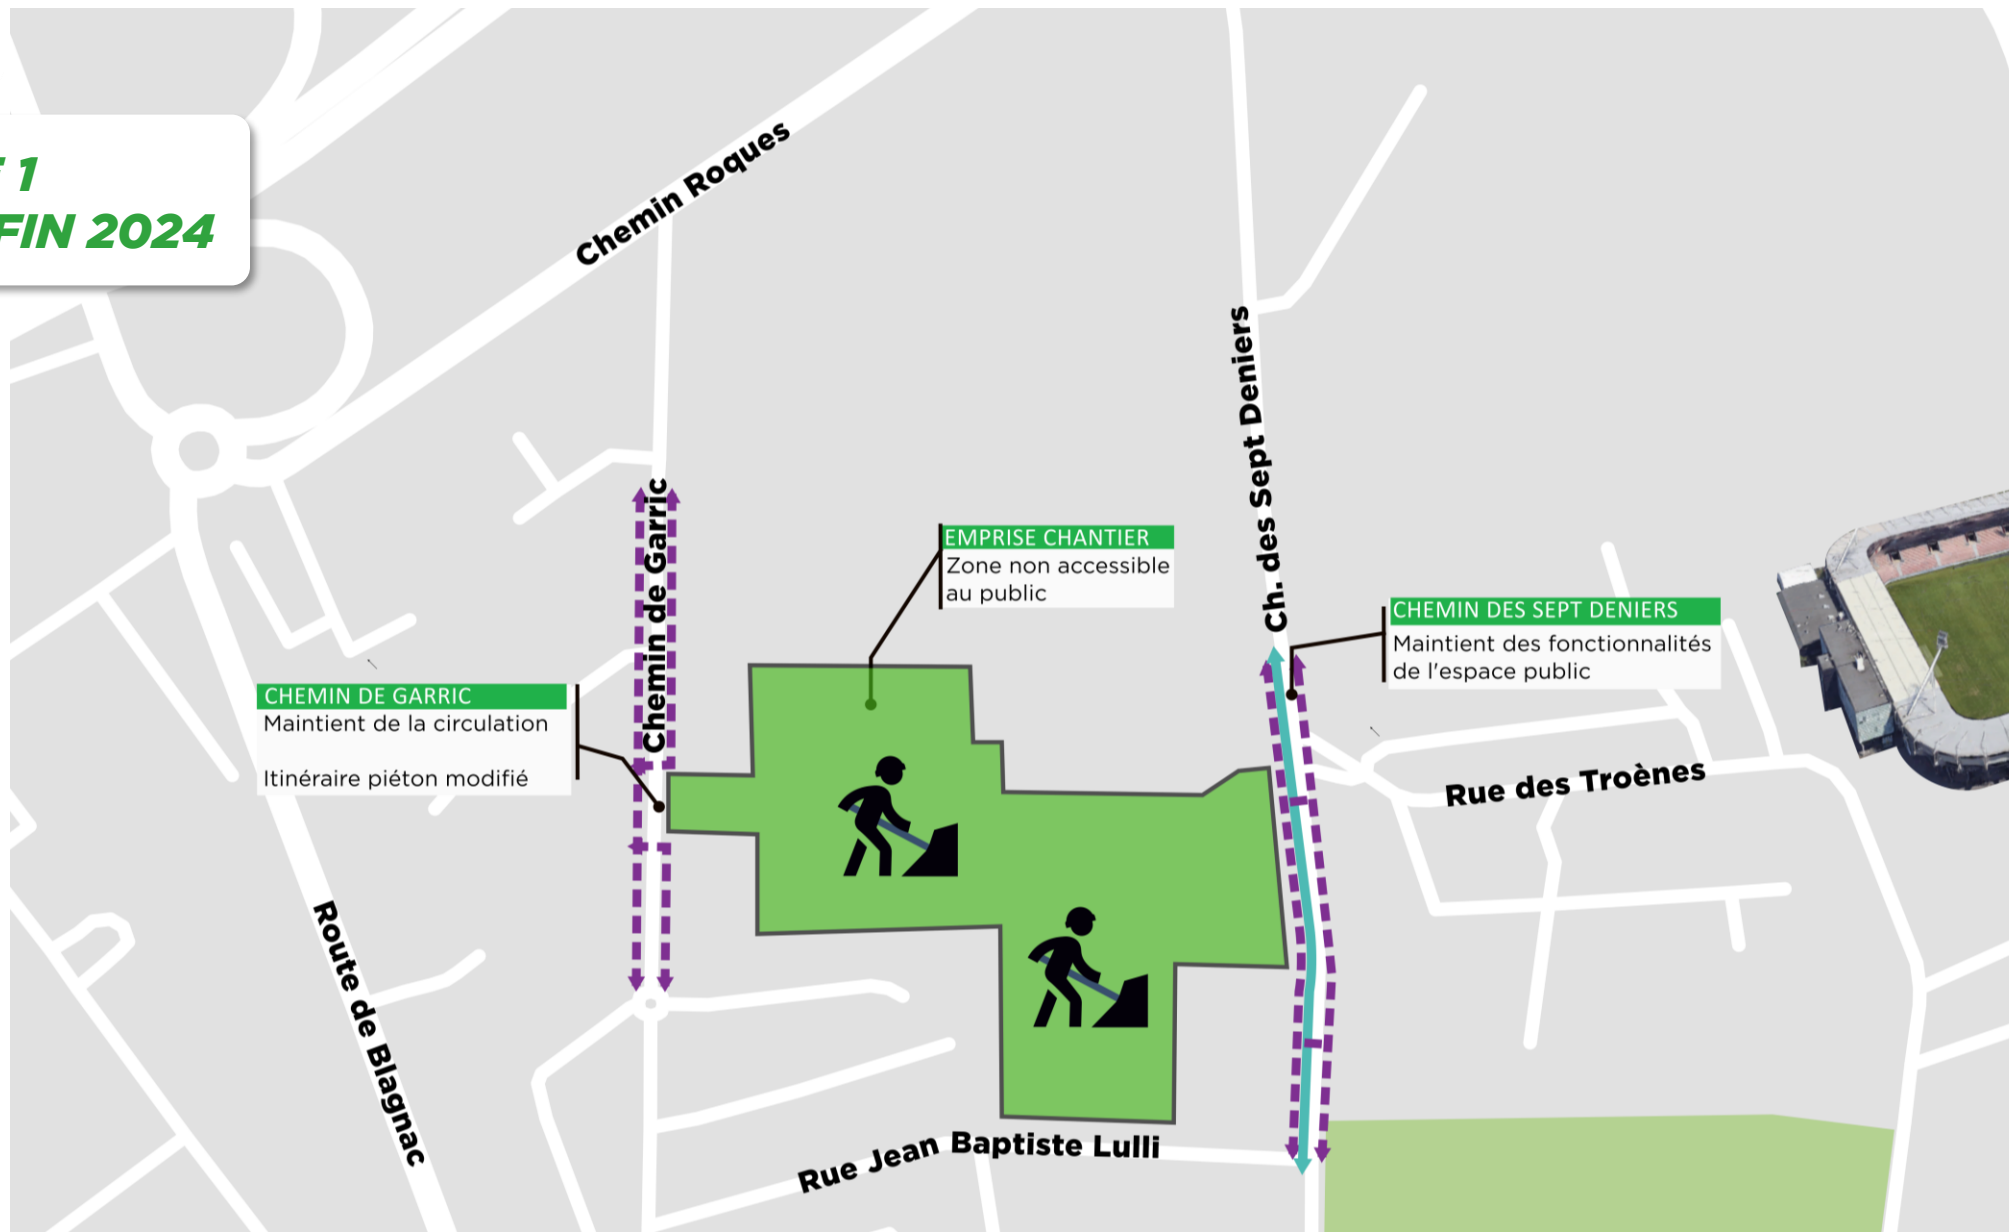 1
FIN 2024
Chemin Roques
Ch. des Sept Deniers
Chemin de Garric
EMPRISE CHANTIER
Zone non accessible
au public
CHEMIN DES SEPT DENIERS
Maintient des fonctionnalités
de l'espace public
CHEMIN DE GARRIC
Maintient de la circulation
Itinéraire piéton modifié
Rue des Troènes
Route de Blagnac
Rue Jean Baptiste Lulli